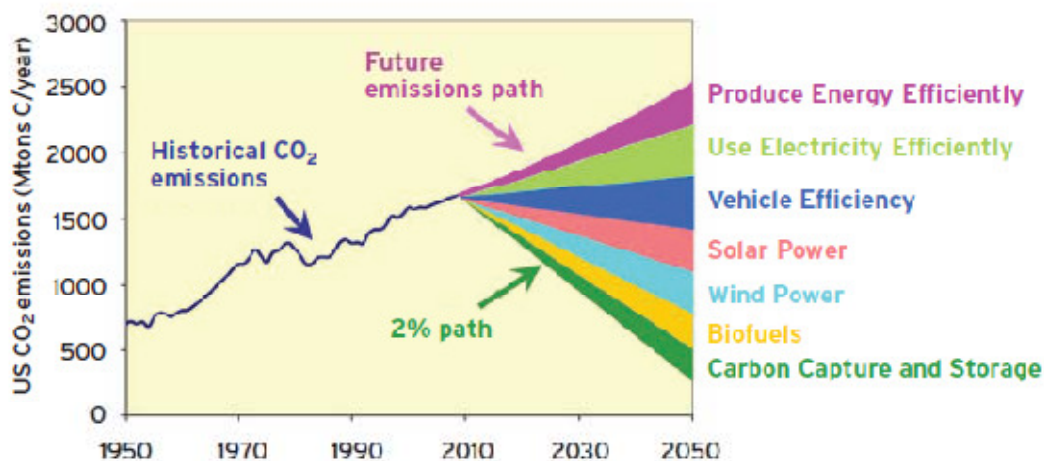 US CO₂ emissions (Mtons C/year)
3000
2500
2000
1500
1000
500
0
1950
1970
1990
2010
2030
2050
Historical CO₂
emissions
Future
emissions path
2% path
Produce Energy Efficiently
Use Electricity Efficiently
Vehicle Efficiency
Solar Power
Wind Power
Biofuels
Carbon Capture and Storage